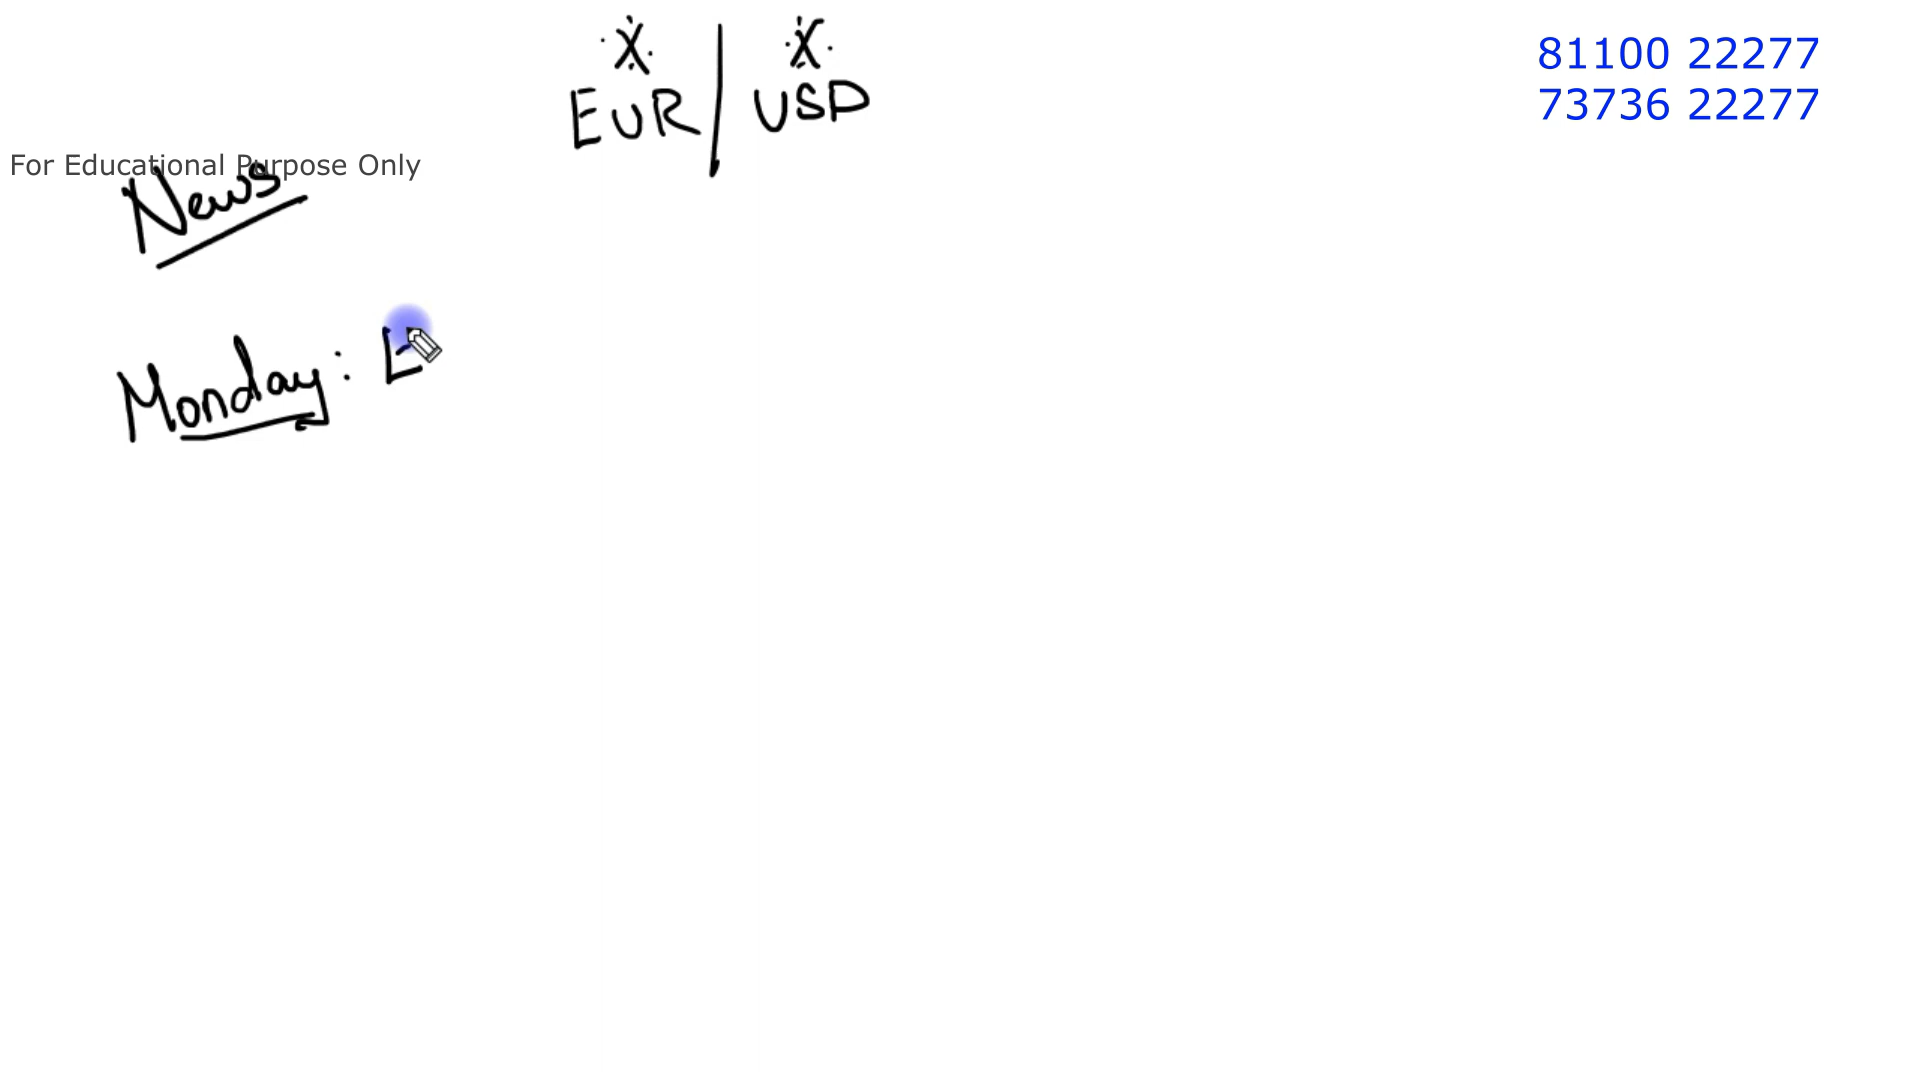 EUR / USD
81100 22277
73736 22277
For Educational Purpose Only
News
Monday: E